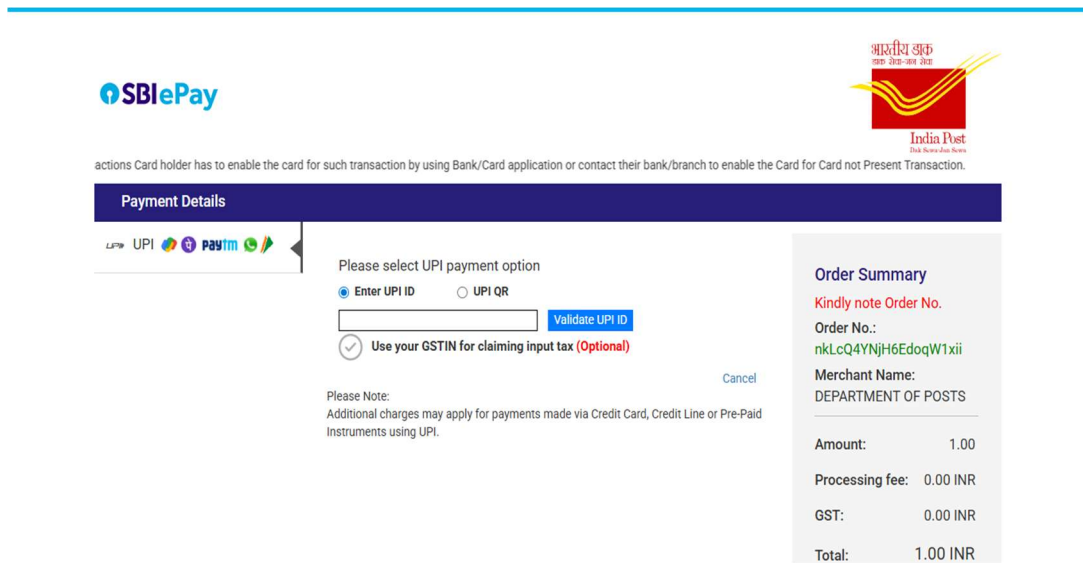 भारतीय डाक
डाक सेवा-जन सेवा
SBI ePay
India Post
Dak Sewa-Jan Sewa
actions Card holder has to enable the card for such transaction by using Bank/Card application or contact their bank/branch to enable the Card for Card not Present Transaction.
Payment Details
UPI UPI Paytm
Please select UPI payment option
Enter UPI ID UPI QR
Validate UPI ID
Use your GSTIN for claiming input tax (Optional)
Cancel
Please Note:
Additional charges may apply for payments made via Credit Card, Credit Line or Pre-Paid
Instruments using UPI.
Order Summary
Kindly note Order No.
Order No.:
nkLcQ4YNjH6EdoqW1xii
Merchant Name:
DEPARTMENT OF POSTS
Amount: 1.00
Processing fee: 0.00 INR
GST: 0.00 INR
Total: 1.00 INR